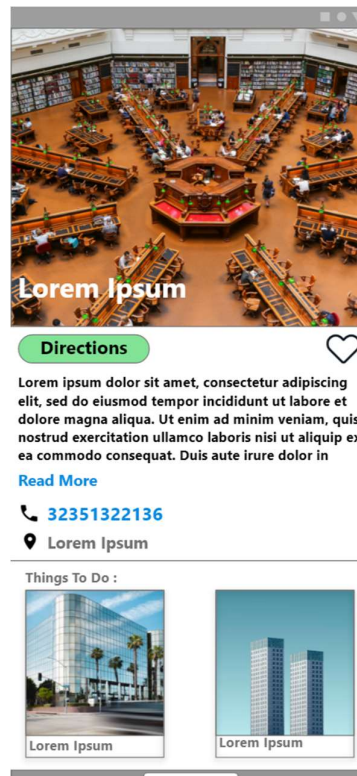 Lorem Ipsum
Directions
Lorem ipsum dolor sit amet, consectetur adipiscing
elit, sed do eiusmod tempor incididunt ut labore et
dolore magna aliqua. Ut enim ad minim veniam, quis
nostrud exercitation ullamco laboris nisi ut aliquip ex
ea commodo consequat. Duis aute irure dolor in
Read More
32351322136
Lorem Ipsum
Things To Do :
Lorem Ipsum
Lorem Ipsum